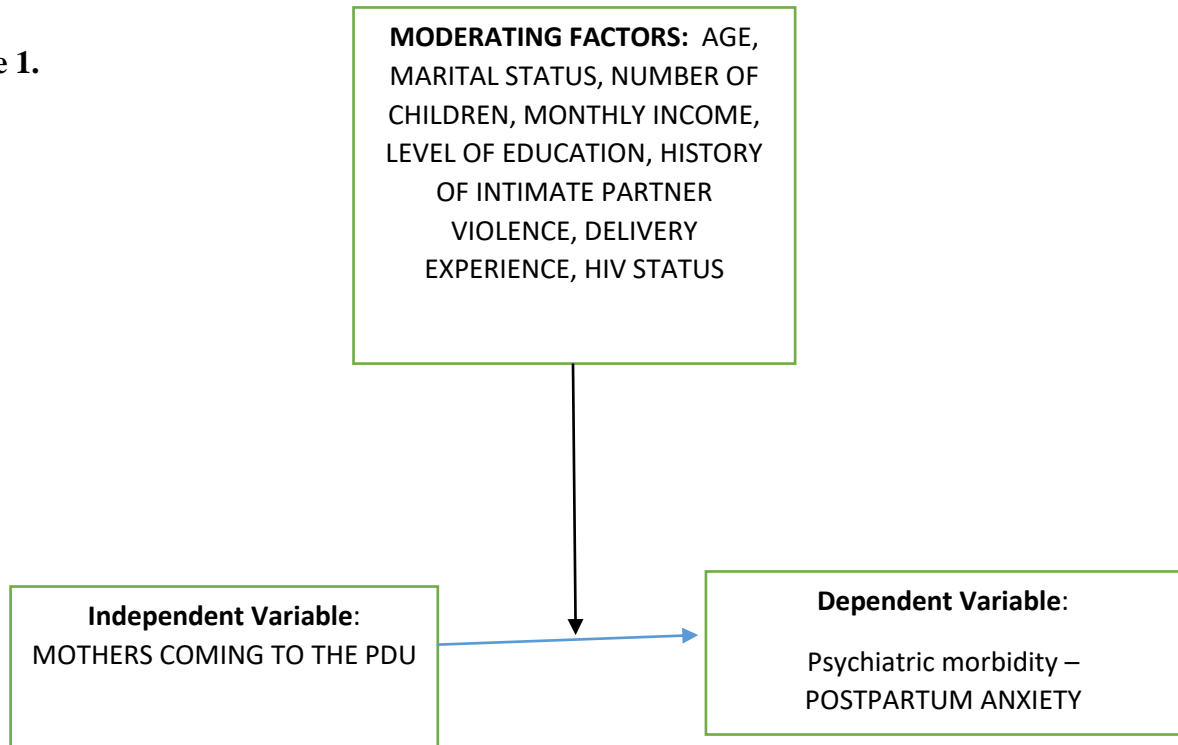 e 1.
MODERATING FACTORS: AGE,
MARITAL STATUS, NUMBER OF
CHILDREN, MONTHLY INCOME,
LEVEL OF EDUCATION, HISTORY
OF INTIMATE PARTNER
VIOLENCE, DELIVERY
EXPERIENCE, HIV STATUS
Independent Variable:
MOTHERS COMING TO THE PDU
Dependent Variable:
Psychiatric morbidity –
POSTPARTUM ANXIETY